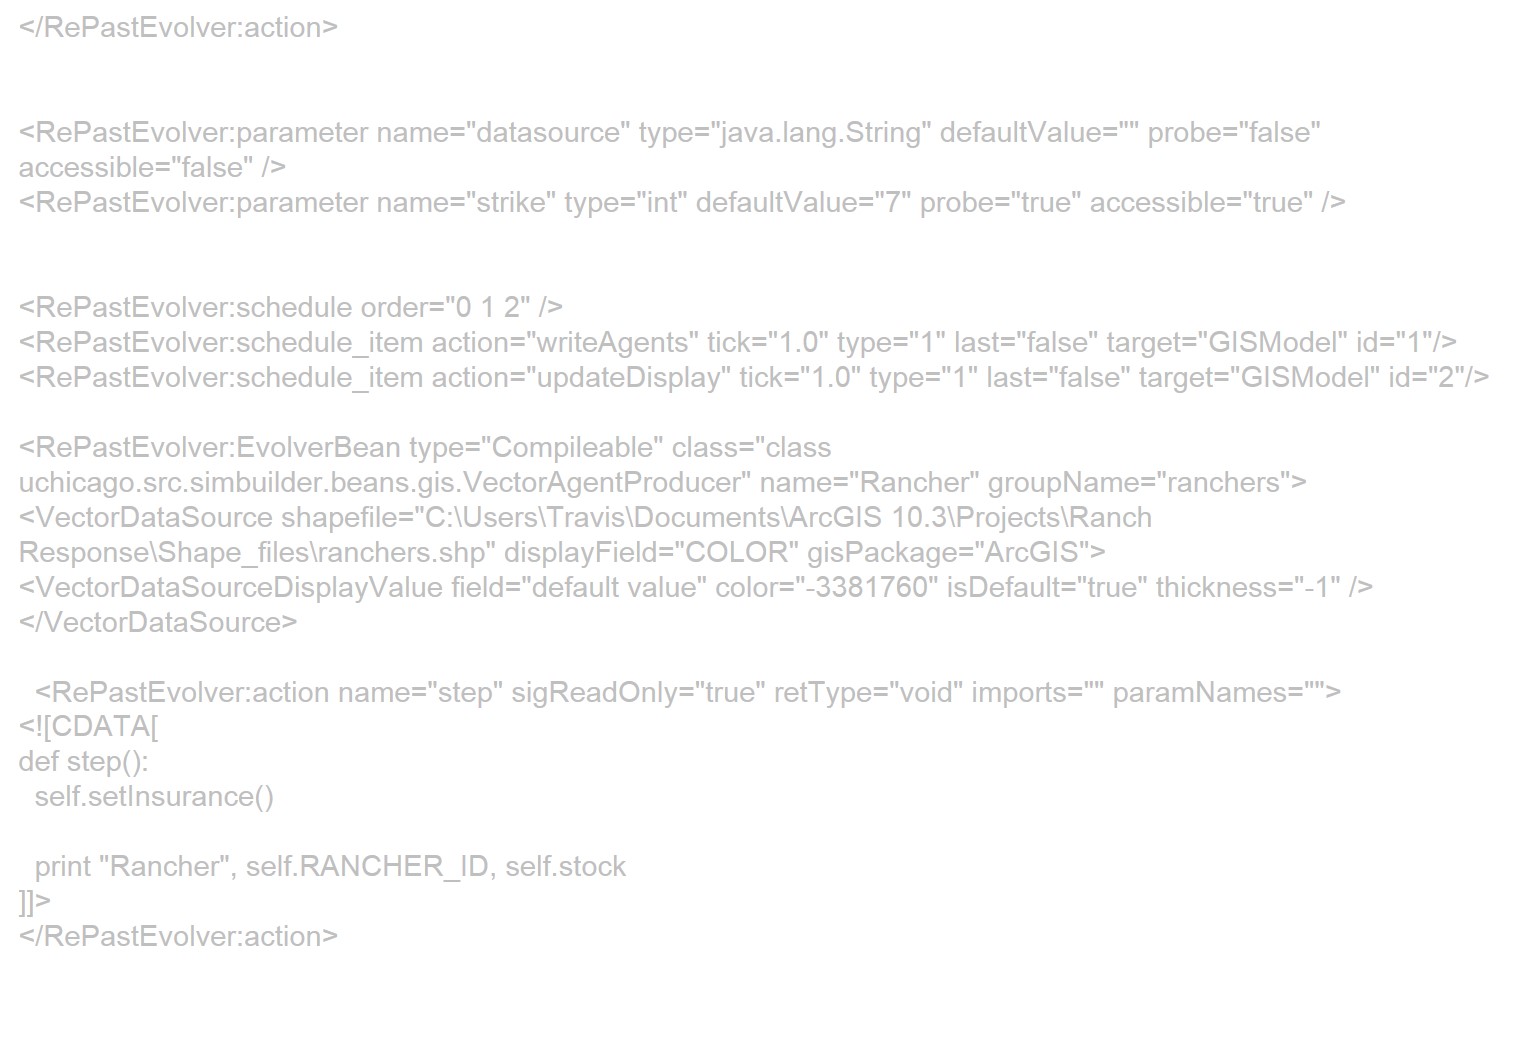 </RePastEvolver:action>
<RePastEvolver:parameter name="datasource" type="java.lang.String" defaultValue="" probe="false"
accessible="false" />
<RePastEvolver:parameter name="strike" type="int" defaultValue="7" probe="true" accessible="true" />
<RePastEvolver:schedule order="0 1 2" />
<RePastEvolver:schedule_item action="writeAgents" tick="1.0" type="1" last="false" target="GISModel" id="1"/>
<RePastEvolver:schedule_item action="updateDisplay" tick="1.0" type="1" last="false" target="GISModel" id="2"/>
<RePastEvolver:EvolverBean type="Compileable" class="class
uchicago.src.simbuilder.beans.gis.VectorAgentProducer" name="Rancher" groupName="ranchers">
<VectorDataSource shapefile="C:\Users\Travis\Documents\ArcGIS 10.3\Projects\Ranch
Response\Shape_files\ranchers.shp" displayField="COLOR" gisPackage="ArcGIS">
<VectorDataSourceDisplayValue field="default value" color="-3381760" isDefault="true" thickness="-1" />
</VectorDataSource>
<RePastEvolver:action name="step" sigReadOnly="true" retType="void" imports="" paramNames="">
<![CDATA[
def step():
self.setInsurance()
print "Rancher", self.RANCHER_ID, self.stock
]]>
</RePastEvolver:action>